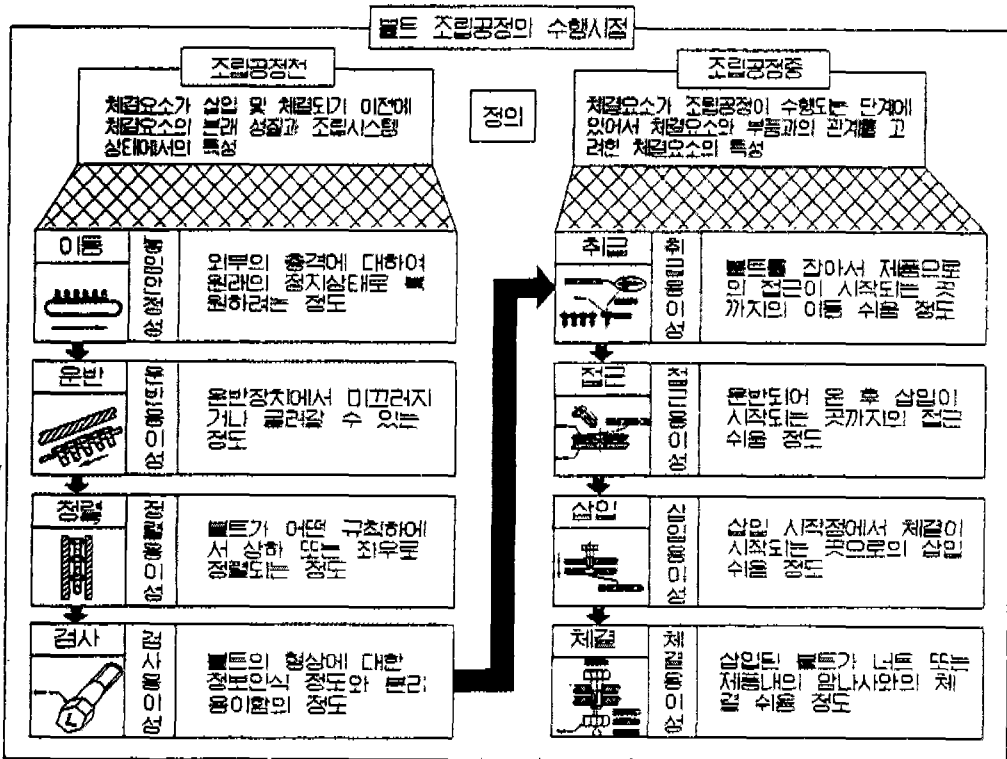 볼트 조립공정의 수행시점
조립공정전
체결요소가 삽입 및 체결되기 이전에
체결요소의 본래 성질과 조립시스템
상태에서의 특성
정의
조립공정중
체결요소가 조립공정이 수행되는 단계에
있어서 체결요소와 부품과의 관계를 고
려한 체결요소의 특성
이동
외부의 충격에 대하여
원래의 정지상태로 복
원하려는 정도
운반
운반용이성
운반장치에서 미끄러지
거나 굴러갈 수 있는
정도
정렬
정렬용이성
볼트가 어떤 규칙하에
서 상하 또는 좌우로
정렬되는 정도
검사
검사용이성
볼트의 형상에 대한
정보인식 정도와 분리
용이함의 정도
L
취급
취급용이성
볼트를 잡아서 제품으로
의 접근이 시작되는 곳
까지의 이동 쉬움 정도
접근
접근용이성
운반되어 온 후 삽입이
시작되는 곳까지의 접근
쉬움 정도
삽입
삽입용이성
삽입 시작점에서 체결이
시작되는 곳으로의 삽입
쉬움 정도
체결
체결용이성
삽입된 볼트가 너트 또는
제품내의 암나사와의 체
결 쉬움 정도